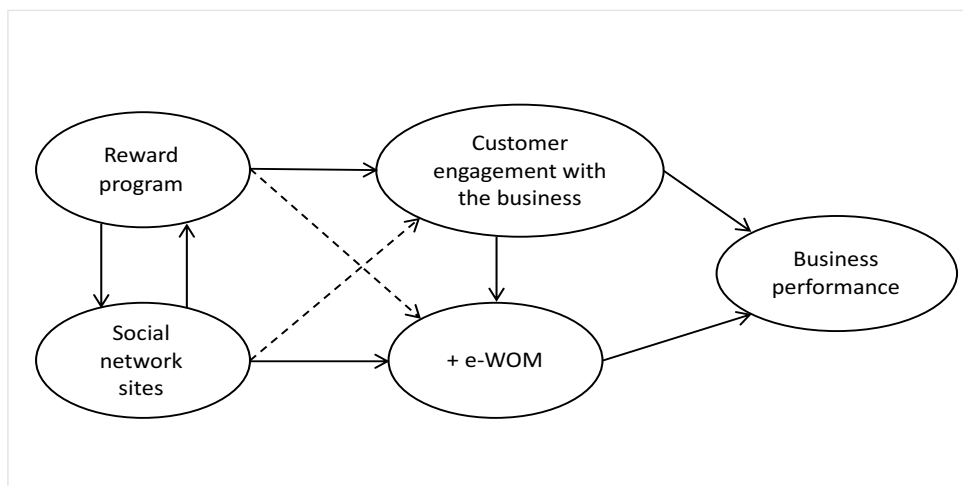 Reward
program
Customer
engagement with
the business
Business
performance
Social
network
sites
+ e-WOM